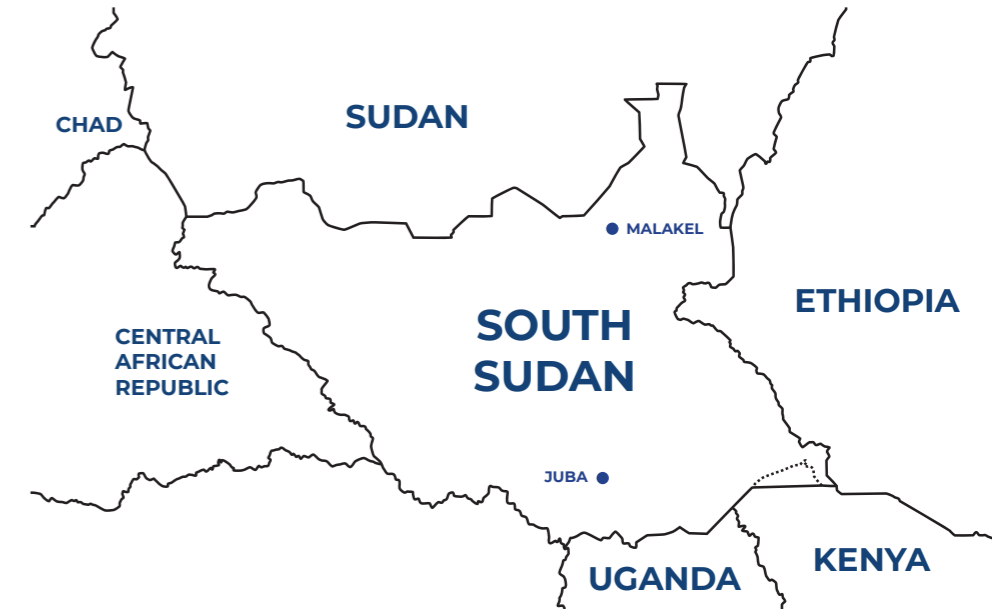 SUDAN
CHAD
MALAKEL
ETHIOPIA
SOUTH
SUDAN
CENTRAL
AFRICAN
REPUBLIC
JUBA
KENYA
UGANDA